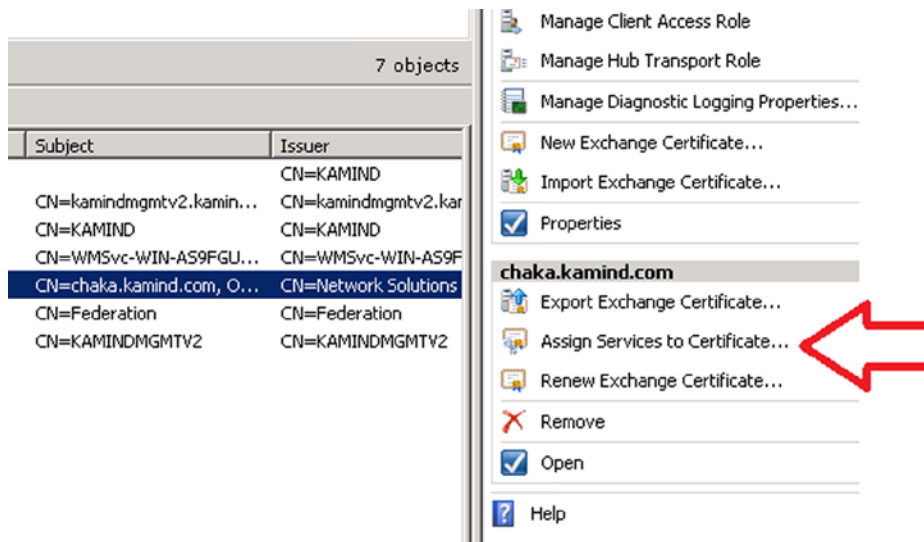 7 objects
Subject Issuer
CN=KAMIND
CN=kamindmgmtv2.kamin... CN=kamindmgmtv2.kar
CN=KAMIND CN=KAMIND
CN=WMSvc-WIN-AS9FGU... CN=WMSvc-WIN-AS9F
CN=chaka.kamind.com, O... CN=Network Solutions
CN=Federation CN=Federation
CN=KAMINDMGMTV2 CN=KAMINDMGMTV2
Manage Client Access Role
Manage Hub Transport Role
Manage Diagnostic Logging Properties...
New Exchange Certificate...
Import Exchange Certificate...
Properties
chaka.kamind.com
Export Exchange Certificate...
Assign Services to Certificate...
Renew Exchange Certificate...
Remove
Open
Help